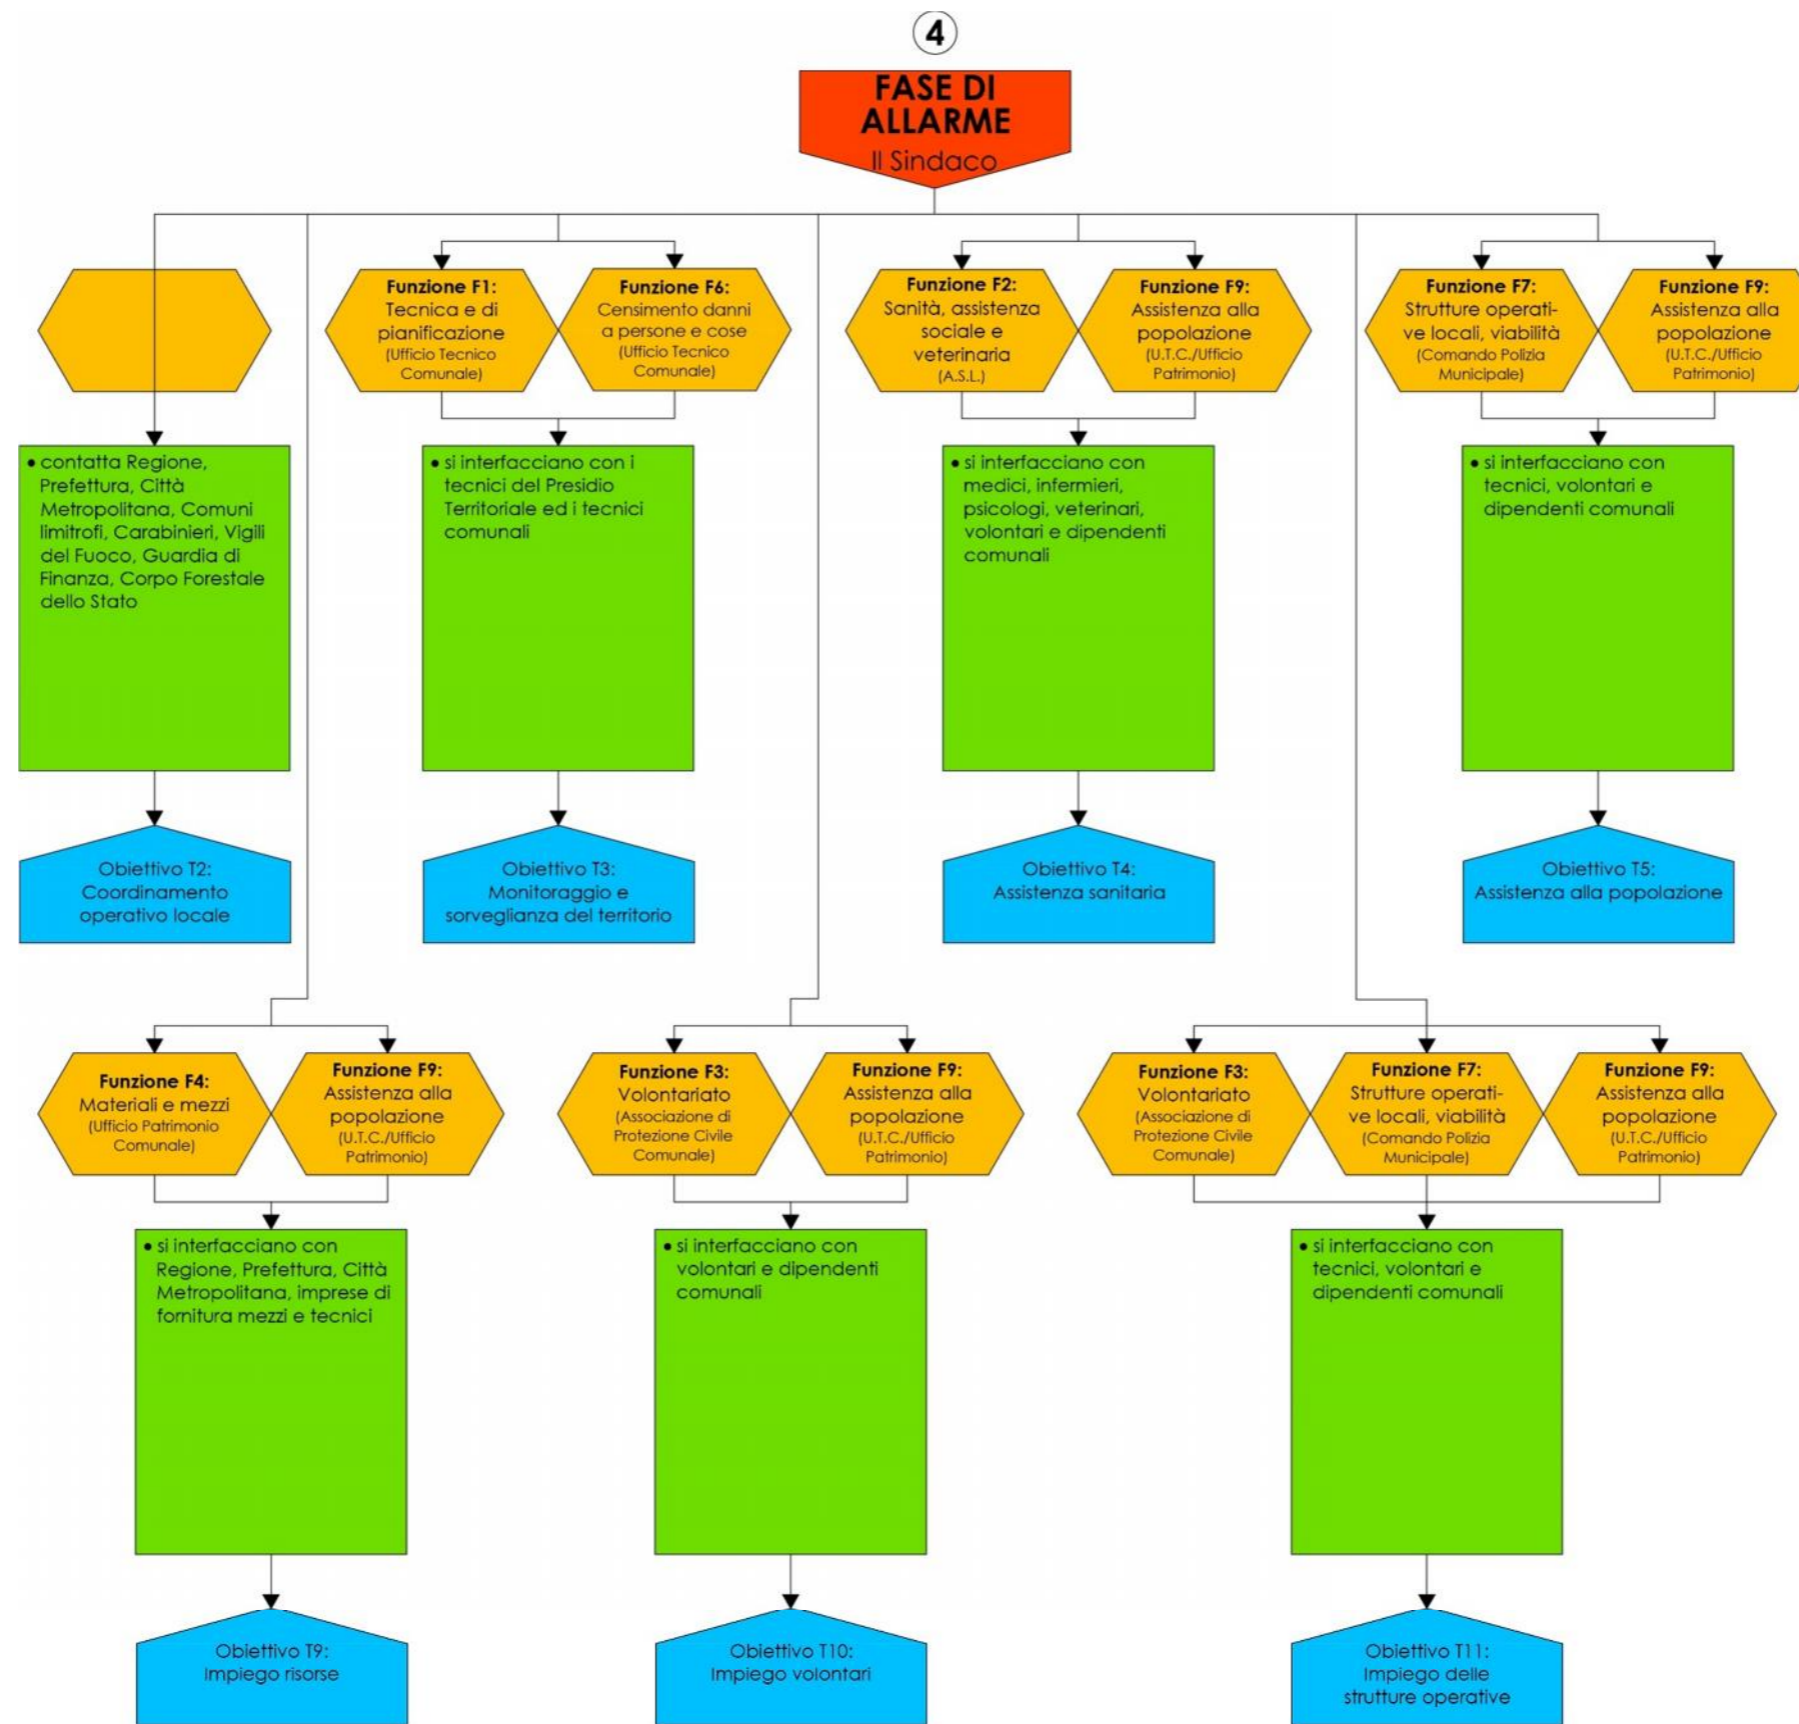 4
FASE DI
ALLARME
Il Sindaco
Funzione F1:
Tecnica e di
pianificazione
(Ufficio Tecnico
Comunale)
Funzione F6:
Censimento danni
a persone e cose
(Ufficio Tecnico
Comunale)
Funzione F2:
Sanità, assistenza
sociale e
veterinaria
(A.S.L.)
Funzione F9:
Assistenza alla
popolazione
(U.T.C./Ufficio
Patrimonio)
Funzione F7:
Strutture operati-
ve locali, viabilità
(Comando Polizia
Municipale)
Funzione F9:
Assistenza alla
popolazione
(U.T.C./Ufficio
Patrimonio)
• contatta Regione,
Prefettura, Città
Metropolitana, Comuni
limitrofi, Carabinieri, Vigili
del Fuoco, Guardia di
Finanza, Corpo Forestale
dello Stato
• si interfacciano con i
tecnici del Presidio
Territoriale ed i tecnici
comunali
• si interfacciano con
medici, infermieri,
psicologi, veterinari,
volontari e dipendenti
comunali
• si interfacciano con
tecnici, volontari e
dipendenti comunali
Obiettivo T2:
Coordinamento
operativo locale
Obiettivo T3:
Monitoraggio e
sorveglianza del territorio
Obiettivo T4:
Assistenza sanitaria
Obiettivo T5:
Assistenza alla popolazione
Funzione F4:
Materiali e mezzi
(Ufficio Patrimonio
Comunale)
Funzione F9:
Assistenza alla
popolazione
(U.T.C./Ufficio
Patrimonio)
Funzione F3:
Volontariato
(Associazione di
Protezione Civile
Comunale)
Funzione F9:
Assistenza alla
popolazione
(U.T.C./Ufficio
Patrimonio)
Funzione F3:
Volontariato
(Associazione di
Protezione Civile
Comunale)
Funzione F7:
Strutture operati-
ve locali, viabilità
(Comando Polizia
Municipale)
Funzione F9:
Assistenza alla
popolazione
(U.T.C./Ufficio
Patrimonio)
• si interfacciano con
Regione, Prefettura, Città
Metropolitana, imprese di
fornitura mezzi e tecnici
• si interfacciano con
volontari e dipendenti
comunali
• si interfacciano con
tecnici, volontari e
dipendenti comunali
Obiettivo T9:
Impiego risorse
Obiettivo T10:
Impiego volontari
Obiettivo T11:
Impiego delle
strutture operative